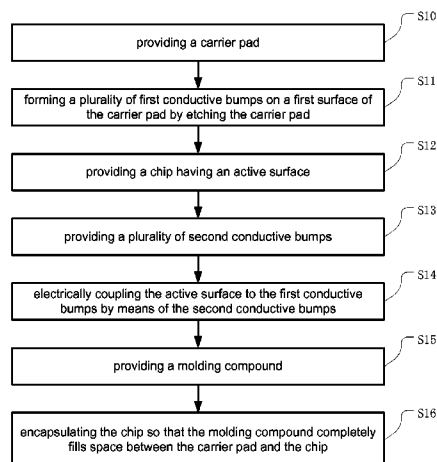 S10
providing a carrier pad
S11
forming a plurality of first conductive bumps on a first surface of
the carrier pad by etching the carrier pad
S12
providing a chip having an active surface
S13
providing a plurality of second conductive bumps
S14
electrically coupling the active surface to the first conductive
bumps by means of the second conductive bumps
S15
providing a molding compound
S16
encapsulating the chip so that the molding compound completely
fills space between the carrier pad and the chip